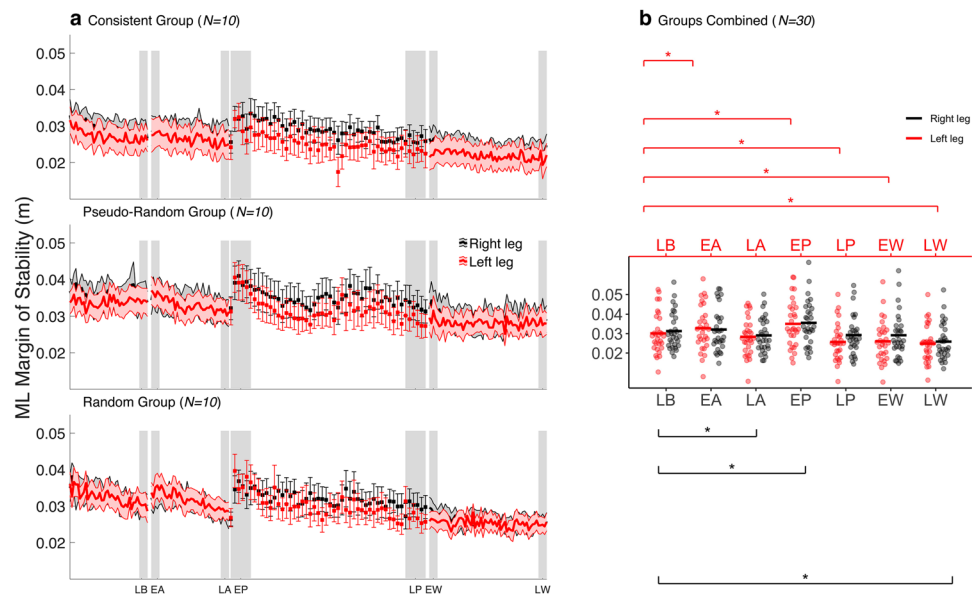 a Consistent Group (N=10)
0.05
0.04
0.03
0.02
Pseudo-Random Group (N=10)
0.05
Right leg
Left leg
0.04
0.03
0.02
Random Group (N=10)
0.05
0.04
0.03
0.02
ML Margin of Stability (m)
LB EA LA EP LP EW LW
b Groups Combined (N=30)
*
Right leg
Left leg
*
*
*
*
LB EA LA EP LP EW LW
0.05
0.04
0.03
0.02
LB EA LA EP LP EW LW
*
*
*